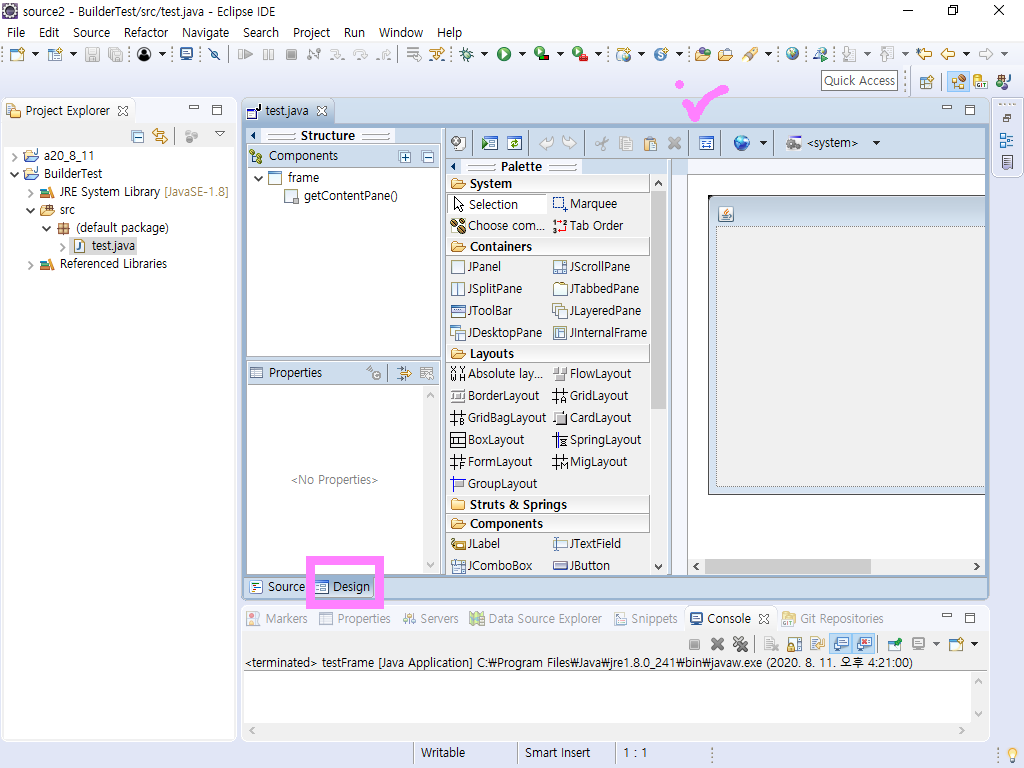 source2 - BuilderTest/src/test.java - Eclipse IDE
File Edit Source Refactor Navigate Search Project Run Window Help
Quick Access
Project Explorer
a20_8_11
BuilderTest
JRE System Library [JavaSE-1.8]
src
(default package)
test.java
Referenced Libraries
test.java
Structure
Components
frame
getContentPane()
Properties
<No Properties>
<system>
Palette
System
Selection Marquee
Choose com... Tab Order
Containers
JPanel JScrollPane
JSplitPane JTabbedPane
JToolBar JLayeredPane
JDesktopPane JInternalFrame
Layouts
Absolute lay... FlowLayout
BorderLayout GridLayout
GridBagLayout CardLayout
BoxLayout SpringLayout
FormLayout MigLayout
GroupLayout
Struts & Springs
Components
JLabel JTextField
JComboBox JButton
Source Design
Markers Properties Servers Data Source Explorer Snippets Console Git Repositories
<terminated> testFrame [Java Application] C:₩Program Files₩Java₩jre1.8.0_241₩bin₩javaw.exe (2020. 8. 11. 오후 4:21:00)
Writable Smart Insert 1 : 1